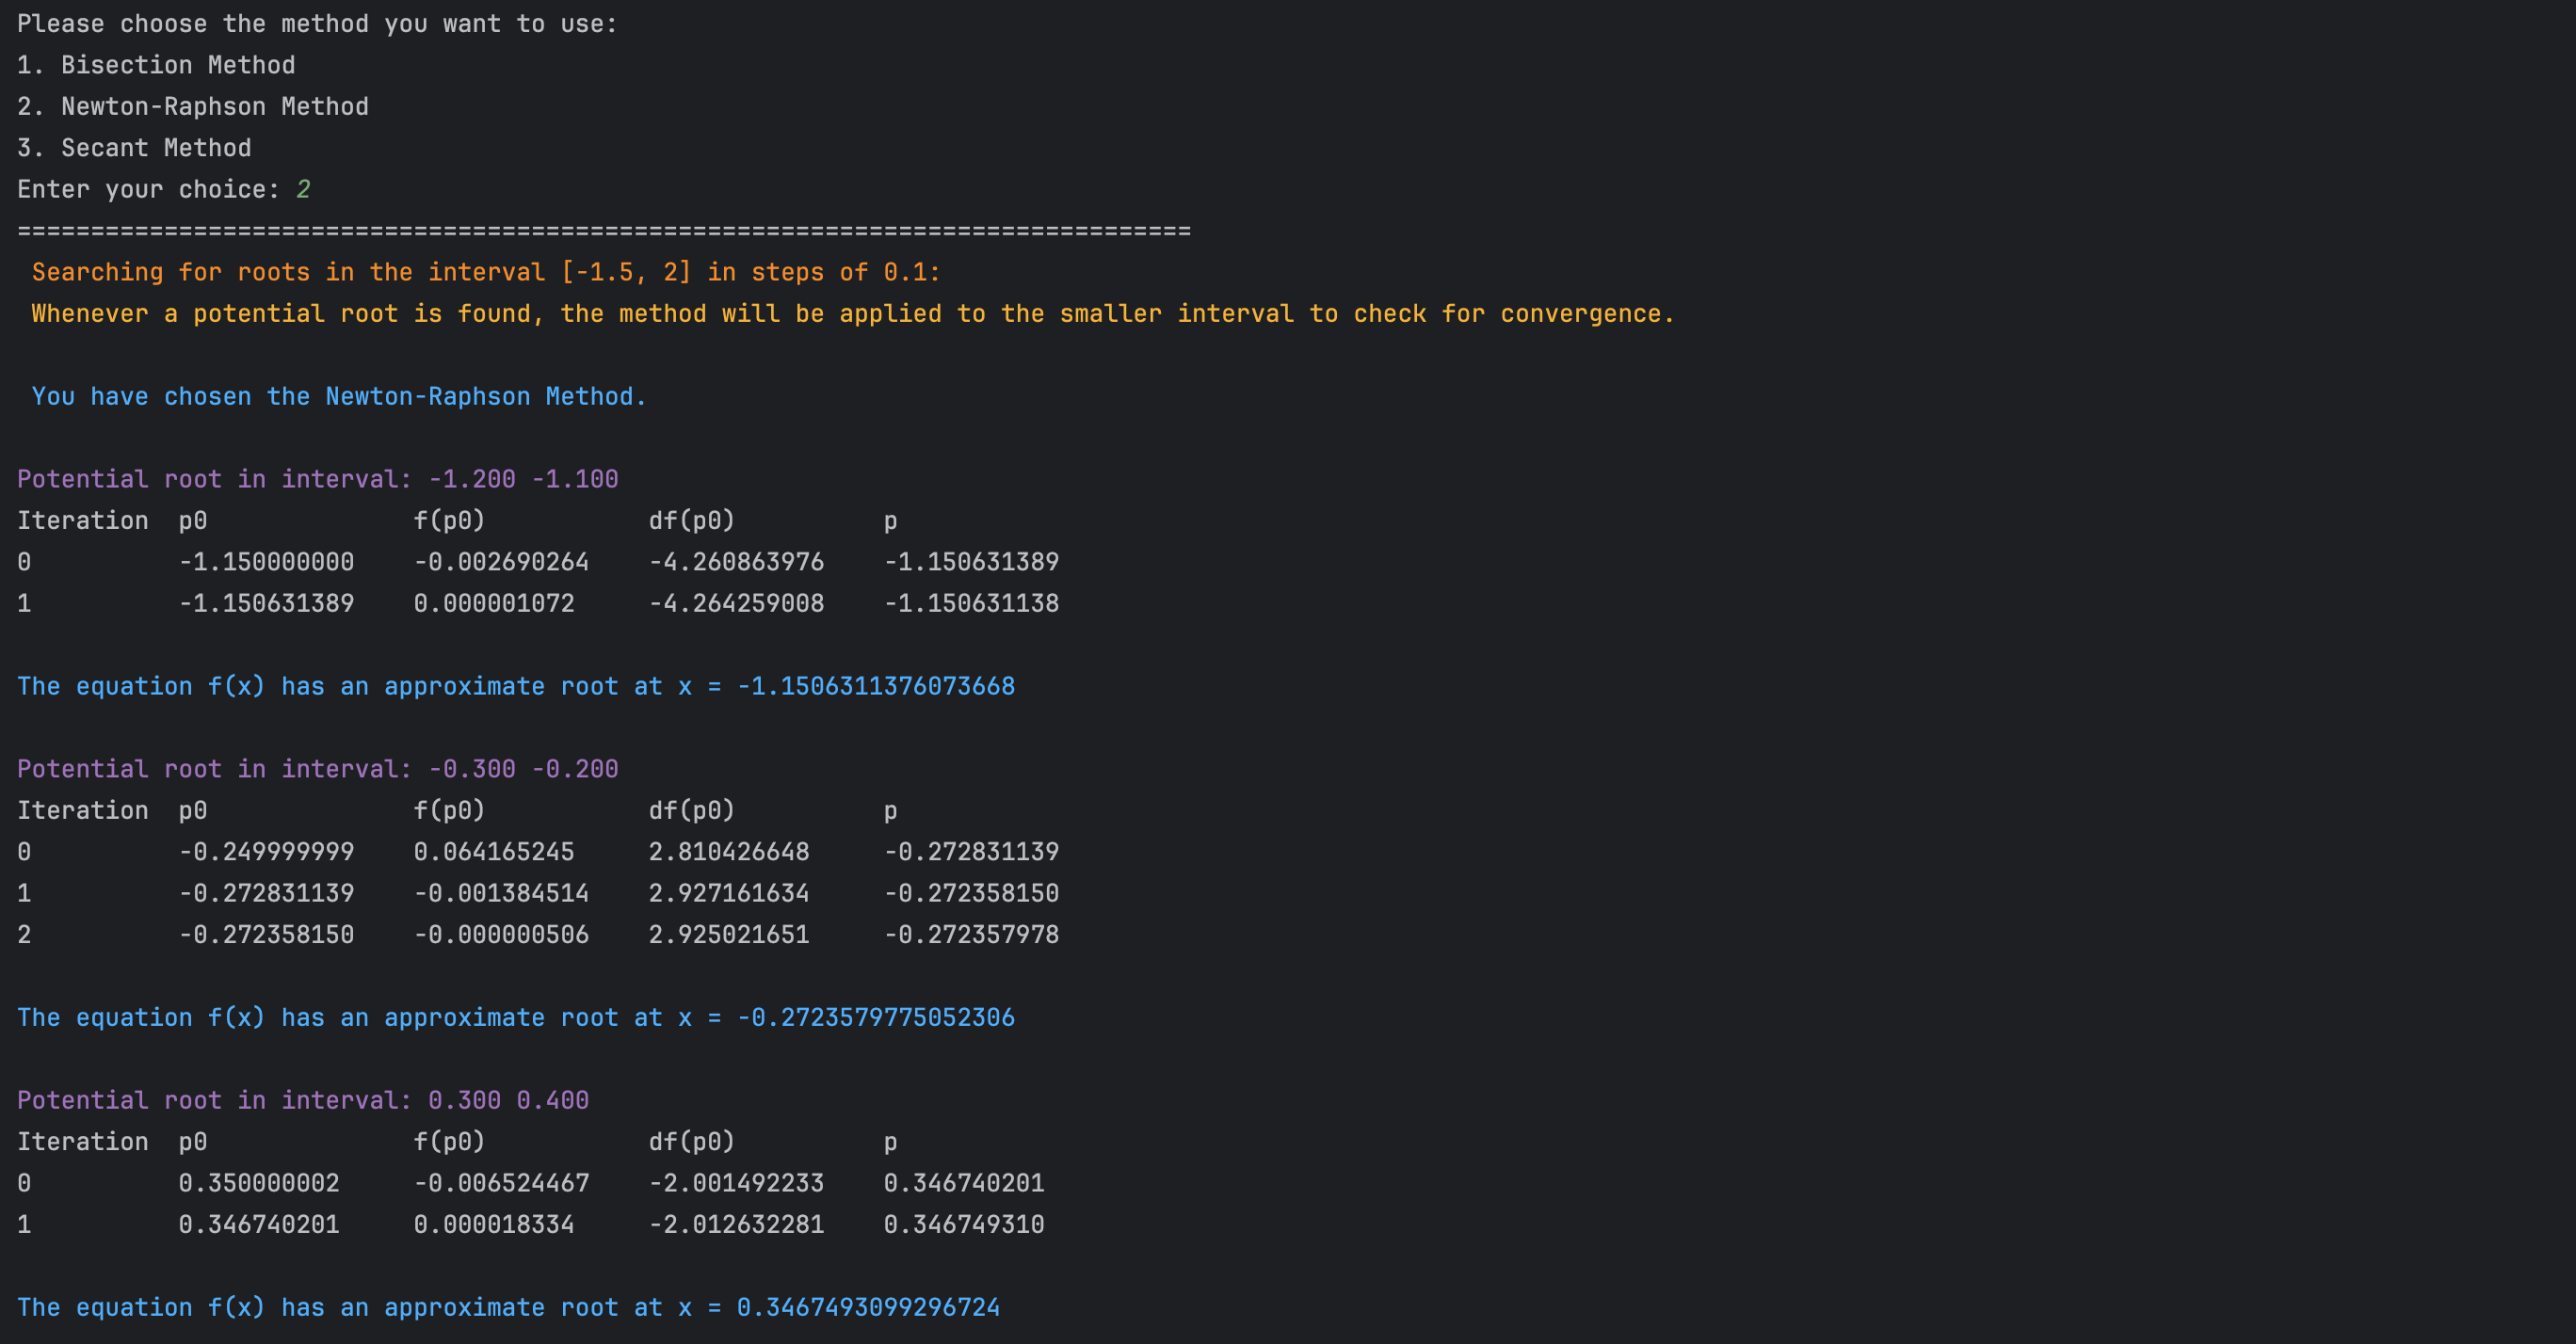 Please choose the method you want to use:
1. Bisection Method
2. Newton-Raphson Method
3. Secant Method
Enter your choice: 2
================================================================================
Searching for roots in the interval [-1.5, 2] in steps of 0.1:
Whenever a potential root is found, the method will be applied to the smaller interval to check for convergence.
You have chosen the Newton-Raphson Method.
Potential root in interval: -1.200 -1.100
Iteration  p0              f(p0)           df(p0)          p
0          -1.150000000    -0.002690264    -4.260863976    -1.150631389
1          -1.150631389    0.000001072     -4.264259008    -1.150631138
The equation f(x) has an approximate root at x = -1.1506311376073668
Potential root in interval: -0.300 -0.200
Iteration  p0              f(p0)           df(p0)          p
0          -0.249999999    0.064165245     2.810426648     -0.272831139
1          -0.272831139    -0.001384514    2.927161634     -0.272358150
2          -0.272358150    -0.000000506    2.925021651     -0.272357978
The equation f(x) has an approximate root at x = -0.2723579775052306
Potential root in interval: 0.300 0.400
Iteration  p0              f(p0)           df(p0)          p
0          0.350000002     -0.006524467    -2.001492233    0.346740201
1          0.346740201     0.000018334     -2.012632281    0.346749310
The equation f(x) has an approximate root at x = 0.3467493099296724